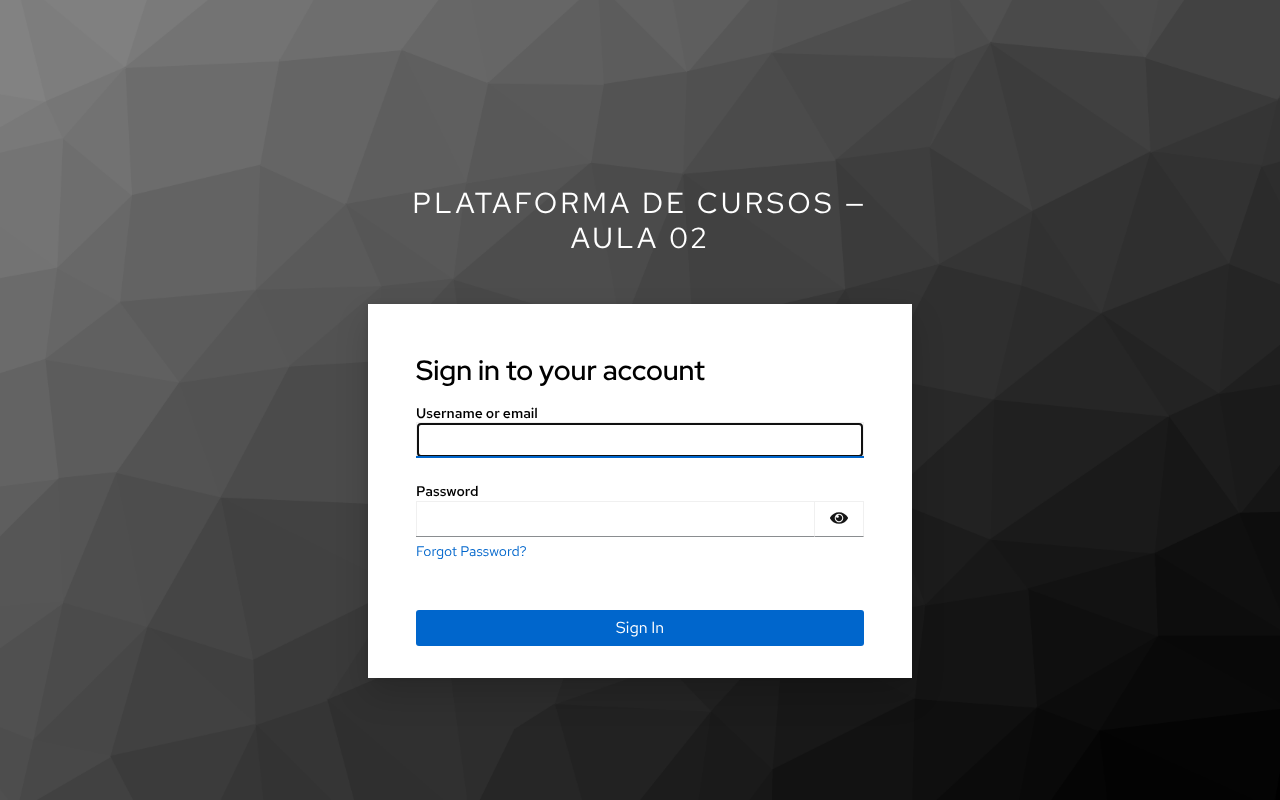 PLATAFORMA DE CURSOS –
AULA 02
Sign in to your account
Username or email
Password
Forgot Password?
Sign In